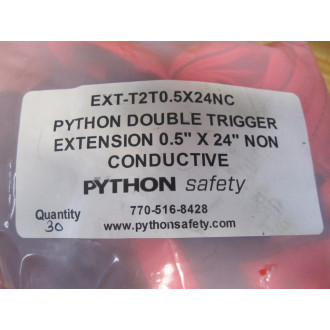 EXT-T2T0.5X24NC
PYTHON DOUBLE TRIGGER
EXTENSION 0.5" X 24" NON
CONDUCTIVE
PYTHON safety
Quantity
30
770-516-8428
www.pythonsafety.com